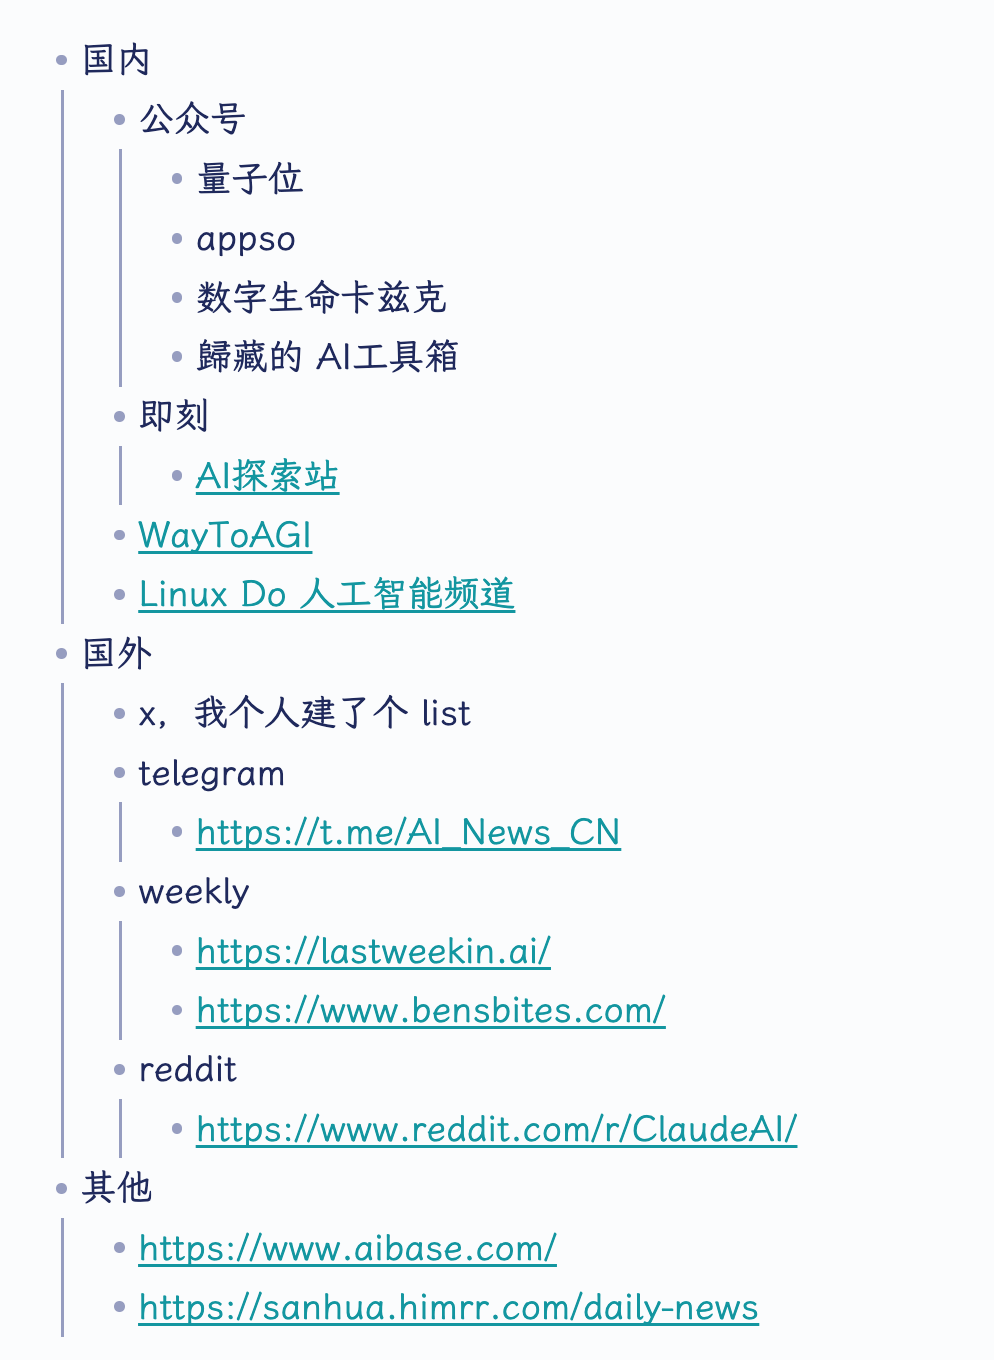 国内
公众号
量子位
appso
数字生命卡兹克
歸藏的 AI工具箱
即刻
AI探索站
WayToAGI
Linux Do 人工智能频道
国外
x，我个人建了个 list
telegram
https://t.me/AI_News_CN
weekly
https://lastweekin.ai/
https://www.bensbites.com/
reddit
https://www.reddit.com/r/ClaudeAI/
其他
https://www.aibase.com/
https://sanhua.himrr.com/daily-news